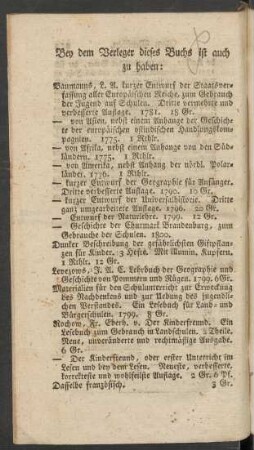 Bey dem Verleger dieses Buchs ist auch
zu haben:
Baumanns, L. A. kurzer Entwurf der Staatsver-
fassung aller Europäischen Reiche, zum Gebrauch
der Jugend auf Schulen. Dritte vermehrte und
verbesserte Auflage. 1781. 18 Gr.
— von Asien, nebst einem Anhange der Geschichte
der europäischen ostindischen Handlungskom-
pagnien. 1775. 1 Rthlr.
— von Afrika, nebst einem Anhange von den Süd-
ländern. 1775. 1 Rthlr.
— von Amerika, nebst Anhang der nördl. Polar-
länder. 1776. 1 Rthlr.
— kurzer Entwurf der Geographie für Anfänger.
Dritte verbesserte Auflage. 1790. 10 Gr.
— kurzer Entwurf der Universalhistorie. Dritte
ganz umgearbeitete Auflage. 1796. 20 Gr.
— Entwurf der Naturlehre. 1799. 12 Gr.
— Geschichte der Churmark Brandenburg, zum
Gebrauche der Schulen. 1800.
Dunker Beschreibung der gefährlichsten Giftpflan-
zen für Kinder. 3 Hefte. Mit illumin. Kupfern.
1 Rthlr. 12 Gr.
Levezows, J. A. C. Lesebuch der Geographie und
Geschichte von Pommern und Rügen. 1799. 6 Gr.
Materialien für den Schulunterricht zur Erweckung
des Nachdenkens und zur Uebung des jugendli-
chen Verstandes. Ein Lesebuch für Land- und
Bürgerschulen. 1799. 8 Gr.
Rochow, Fr. Eberh. v. Der Kinderfreund. Ein
Lesebuch zum Gebrauch in Landschulen. 2 Theile.
Neue, unveränderte und rechtmäßige Ausgabe.
6 Gr.
— Der Kinderfreund, oder erster Unterricht im
Lesen und bey dem Lesen. Neueste, verbesserte,
korrekteste und wohlfeilste Auflage. 2 Gr. 6 Pf.
Dasselbe französisch. 8 Gr.